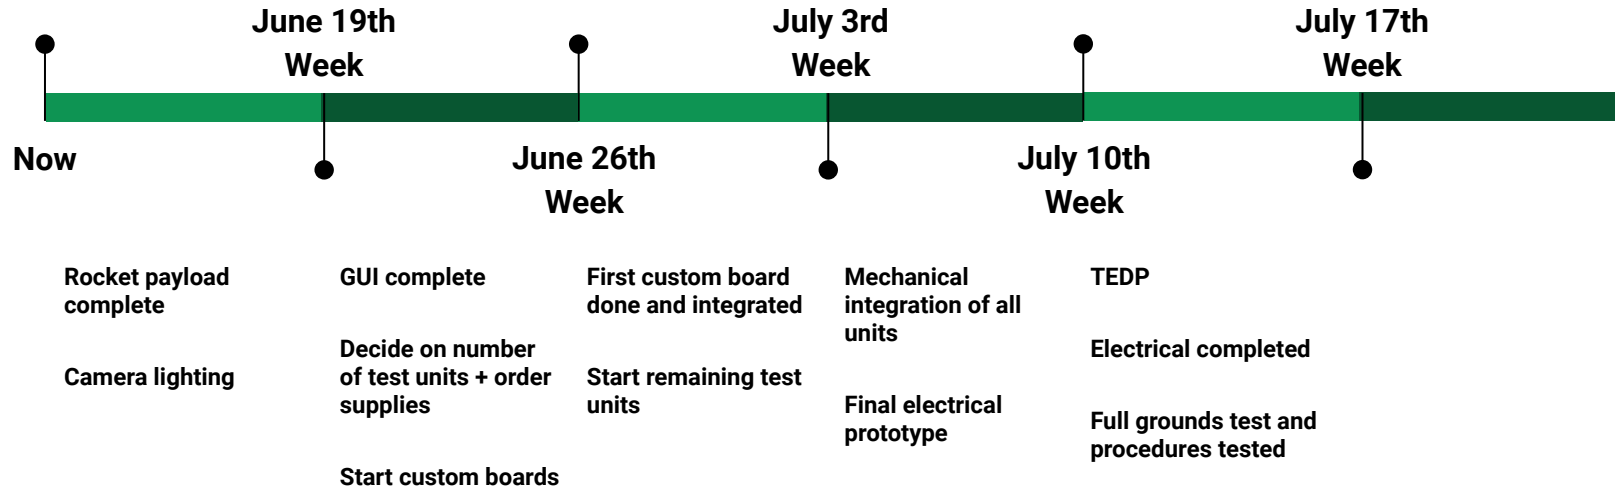 June 19th
Week
July 3rd
Week
July 17th
Week
Now
June 26th
Week
July 10th
Week
Rocket payload
complete
Camera lighting
GUI complete
Decide on number
of test units + order
supplies
Start custom boards
First custom board
done and integrated
Start remaining test
units
Mechanical
integration of all
units
Final electrical
prototype
TEDP
Electrical completed
Full grounds test and
procedures tested